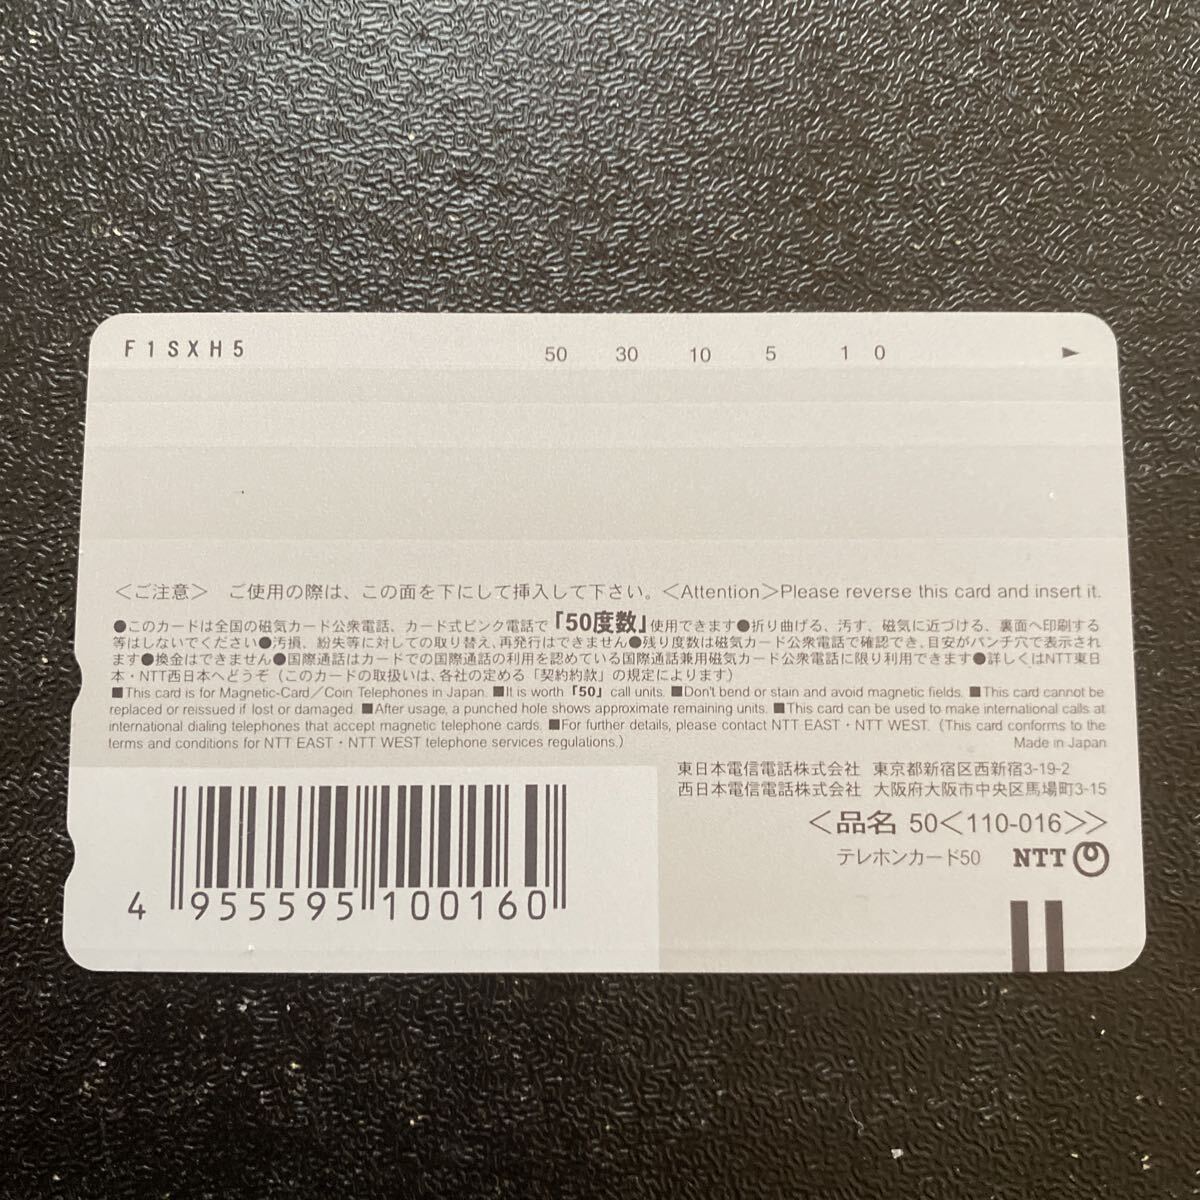 F1SXH5 50 30 10 5 1 0 ►
＜ご注意＞ ご使用の際は、この面を下にして挿入して下さい。＜Attention＞Please reverse this card and insert it.
●このカードは全国の磁気カード公衆電話、カード式ピンク電話で「50度数」使用できます●折り曲げる、汚す、磁気に近づける、裏面へ印刷する
等はしないでください●汚損、紛失等に対しての取り替え、再発行はできません●残り度数は磁気カード公衆電話で確認でき、目安がパンチ穴で表示され
ます●換金はできません●国際通話はカードでの国際通話の利用を認めている国際通話兼用磁気カード公衆電話に限り利用できます●詳しくはNTT東日
本・NTT西日本へどうぞ（このカードの取扱いは、各社の定める「契約約款」の規定によります）
■This card is for Magnetic-Card／Coin Telephones in Japan. ■It is worth「50」call units. ■Don't bend or stain and avoid magnetic fields. ■This card cannot be
replaced or reissued if lost or damaged. ■After usage, a punched hole shows approximate remaining units. ■This card can be used to make international calls at
international dialing telephones that accept magnetic telephone cards. ■For further details, please contact NTT EAST・NTT WEST.（This card conforms to the
terms and conditions for NTT EAST・NTT WEST telephone services regulations.） Made in Japan
東日本電信電話株式会社 東京都新宿区西新宿3-19-2
西日本電信電話株式会社 大阪府大阪市中央区馬場町3-15
＜品名 50＜110-016＞＞
テレホンカード50 NTT
4 955595 100160